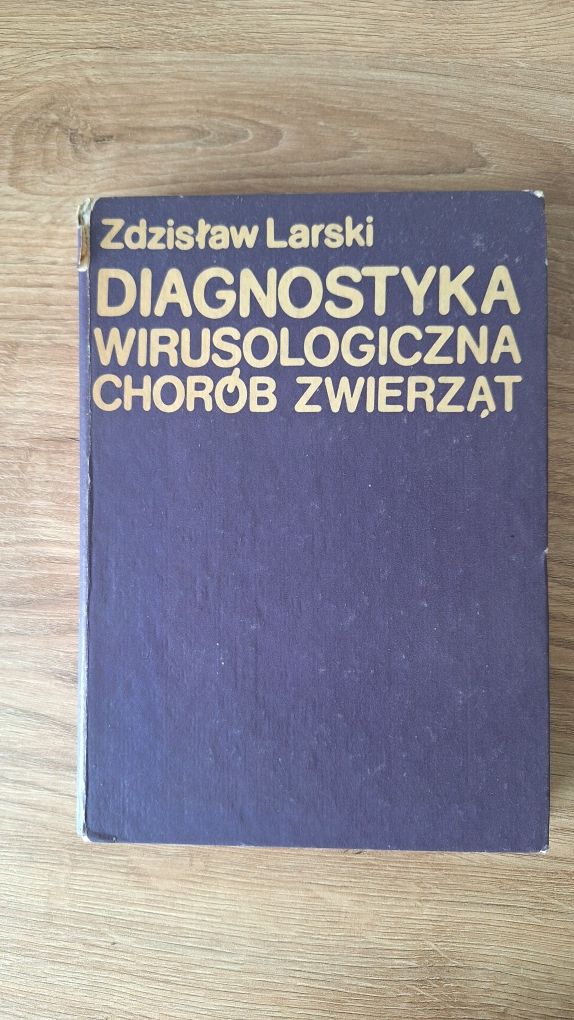 Zdzisław Larski
DIAGNOSTYKA
WIRUSOLOGICZNA
CHORÓB ZWIERZĄT